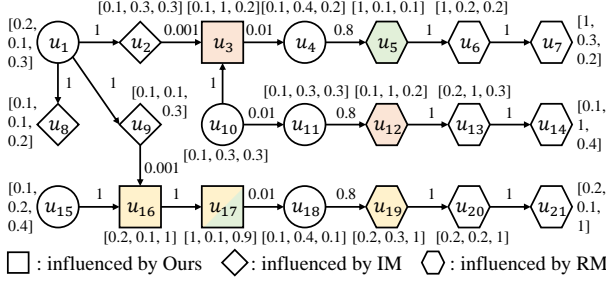 [0.1, 0.3, 0.3] [0.1, 1, 0.2] [0.1, 0.4, 0.2] [1, 0.1, 0.1] [1, 0.2, 0.2] [1, 0.3, 0.2]
[0.2, 0.1, 0.3] u1 1 u2 0.001 u3 0.01 u4 0.8 u5 1 u6 1 u7
1 1 [0.1, 0.1, 0.3] 1 [0.1, 0.3, 0.3] [0.1, 1, 0.2] [0.2, 1, 0.3]
[0.1, 0.1, 0.2] u8 u9 u10 0.01 u11 0.8 u12 1 u13 1 u14 [0.1, 1, 0.4]
0.001 [0.1, 0.3, 0.3]
[0.1, 0.2, 0.4] u15 1 u16 1 u17 0.01 u18 0.8 u19 1 u20 1 u21 [0.2, 0.1, 1]
[0.2, 0.1, 1] [1, 0.1, 0.9] [0.1, 0.4, 0.1] [0.2, 0.3, 1] [0.2, 0.2, 1]
: influenced by Ours : influenced by IM : influenced by RM